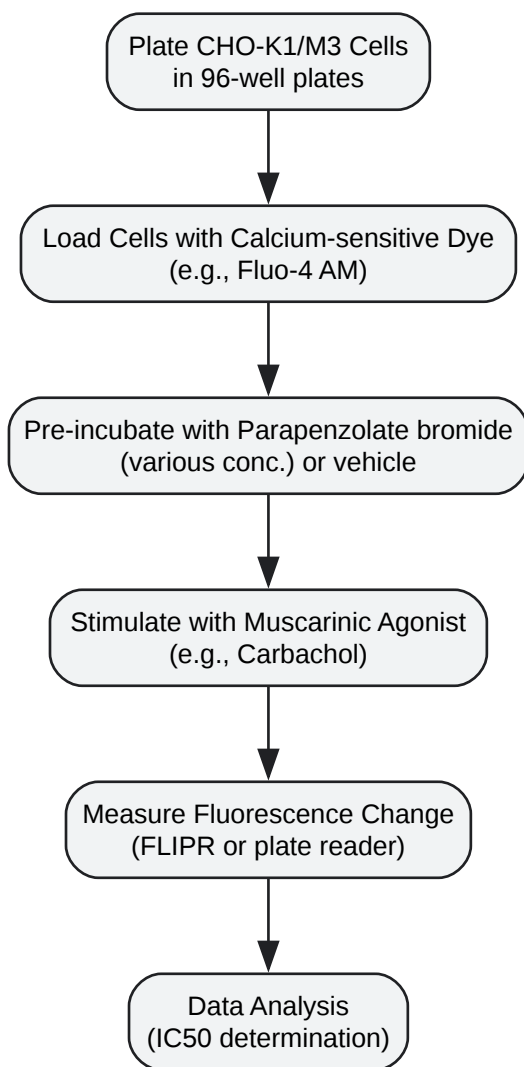 Plate CHO-K1/M3 Cells
in 96-well plates
Load Cells with Calcium-sensitive Dye
(e.g., Fluo-4 AM)
Pre-incubate with Parapenzolate bromide
(various conc.) or vehicle
Stimulate with Muscarinic Agonist
(e.g., Carbachol)
Measure Fluorescence Change
(FLIPR or plate reader)
Data Analysis
(IC50 determination)